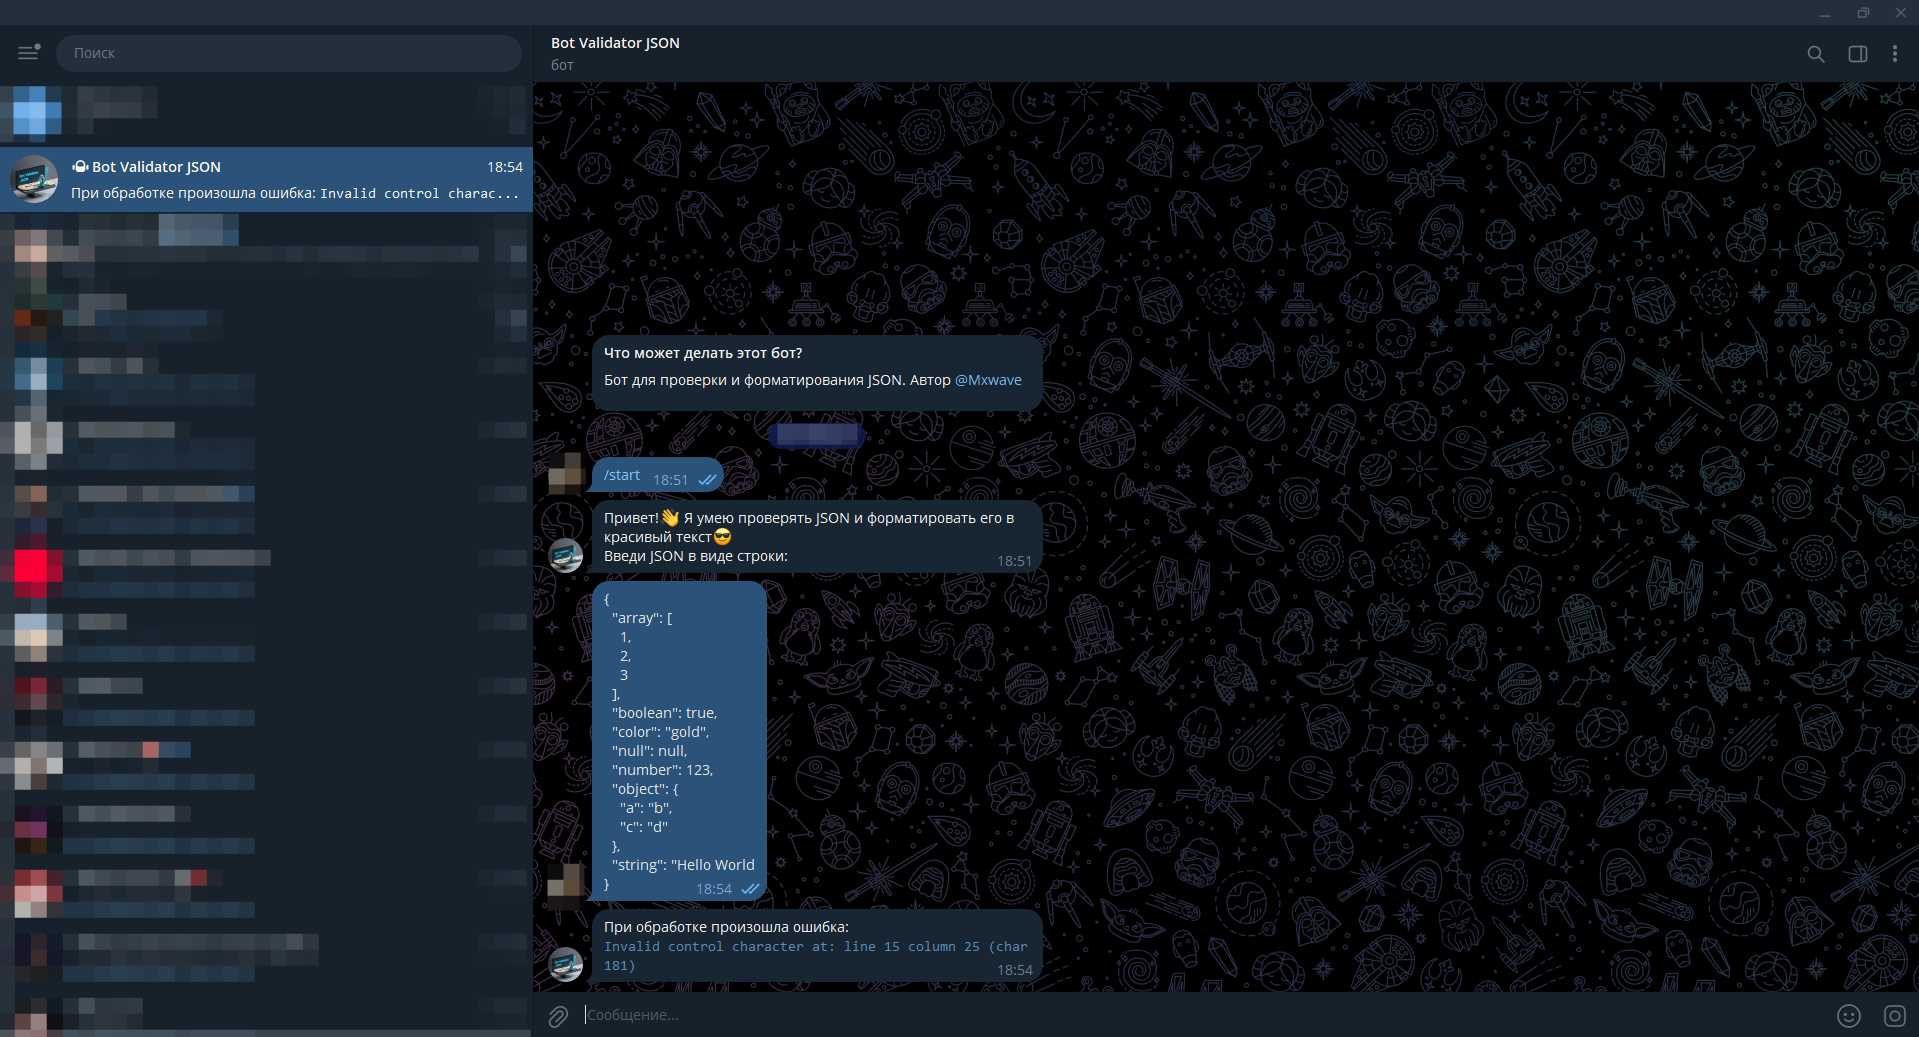 Поиск
Bot Validator JSON
18:54
При обработке произошла ошибка: Invalid control charac...
Bot Validator JSON
бот
Что может делать этот бот?
Бот для проверки и форматирования JSON. Автор @Mxwave
/start 18:51
Привет!👋 Я умею проверять JSON и форматировать его в
красивый текст😎
Введи JSON в виде строки:
18:51
{
"array": [
1,
2,
3
],
"boolean": true,
"color": "gold",
"null": null,
"number": 123,
"object": {
"a": "b",
"c": "d"
},
"string": "Hello World
}
18:54
При обработке произошла ошибка:
Invalid control character at: line 15 column 25 (char
181)
18:54
Сообщение...